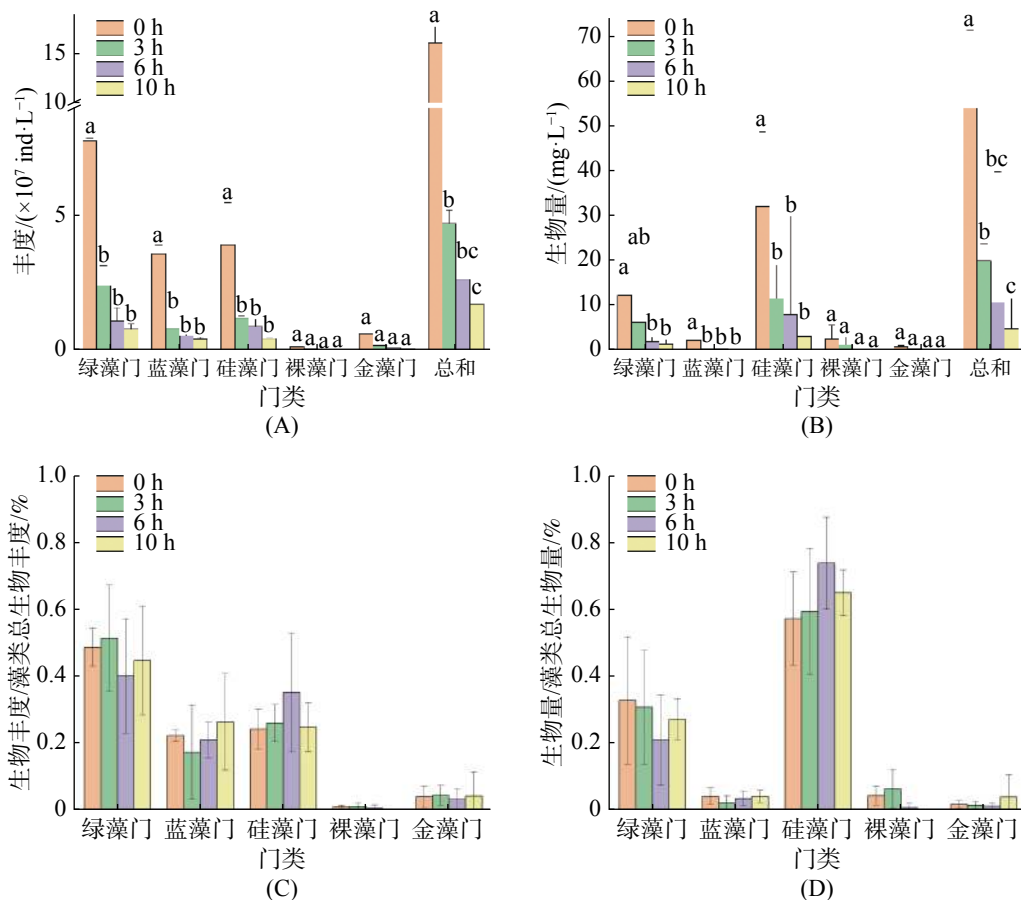 丰度/(×10⁷ ind·L⁻¹)
15
10
5
0
0 h
3 h
6 h
10 h
a
b
b
b
a
b
b
b
a
b
b
b
a
a
a
a
a
a
a
a
a
b
bc
c
绿藻门 蓝藻门 硅藻门 裸藻门 金藻门 总和
门类
(A)
生物量/(mg·L⁻¹)
70
60
50
40
30
20
10
0
0 h
3 h
6 h
10 h
a
ab
b
b
a
b
b
b
a
b
b
b
a
a
a
a
a
a
a
a
a
b
bc
c
绿藻门 蓝藻门 硅藻门 裸藻门 金藻门 总和
门类
(B)
生物丰度/藻类总生物丰度/%
1.0
0.8
0.6
0.4
0.2
0
0 h
3 h
6 h
10 h
绿藻门 蓝藻门 硅藻门 裸藻门 金藻门
门类
(C)
生物量/藻类总生物量/%
1.0
0.8
0.6
0.4
0.2
0
0 h
3 h
6 h
10 h
绿藻门 蓝藻门 硅藻门 裸藻门 金藻门
门类
(D)